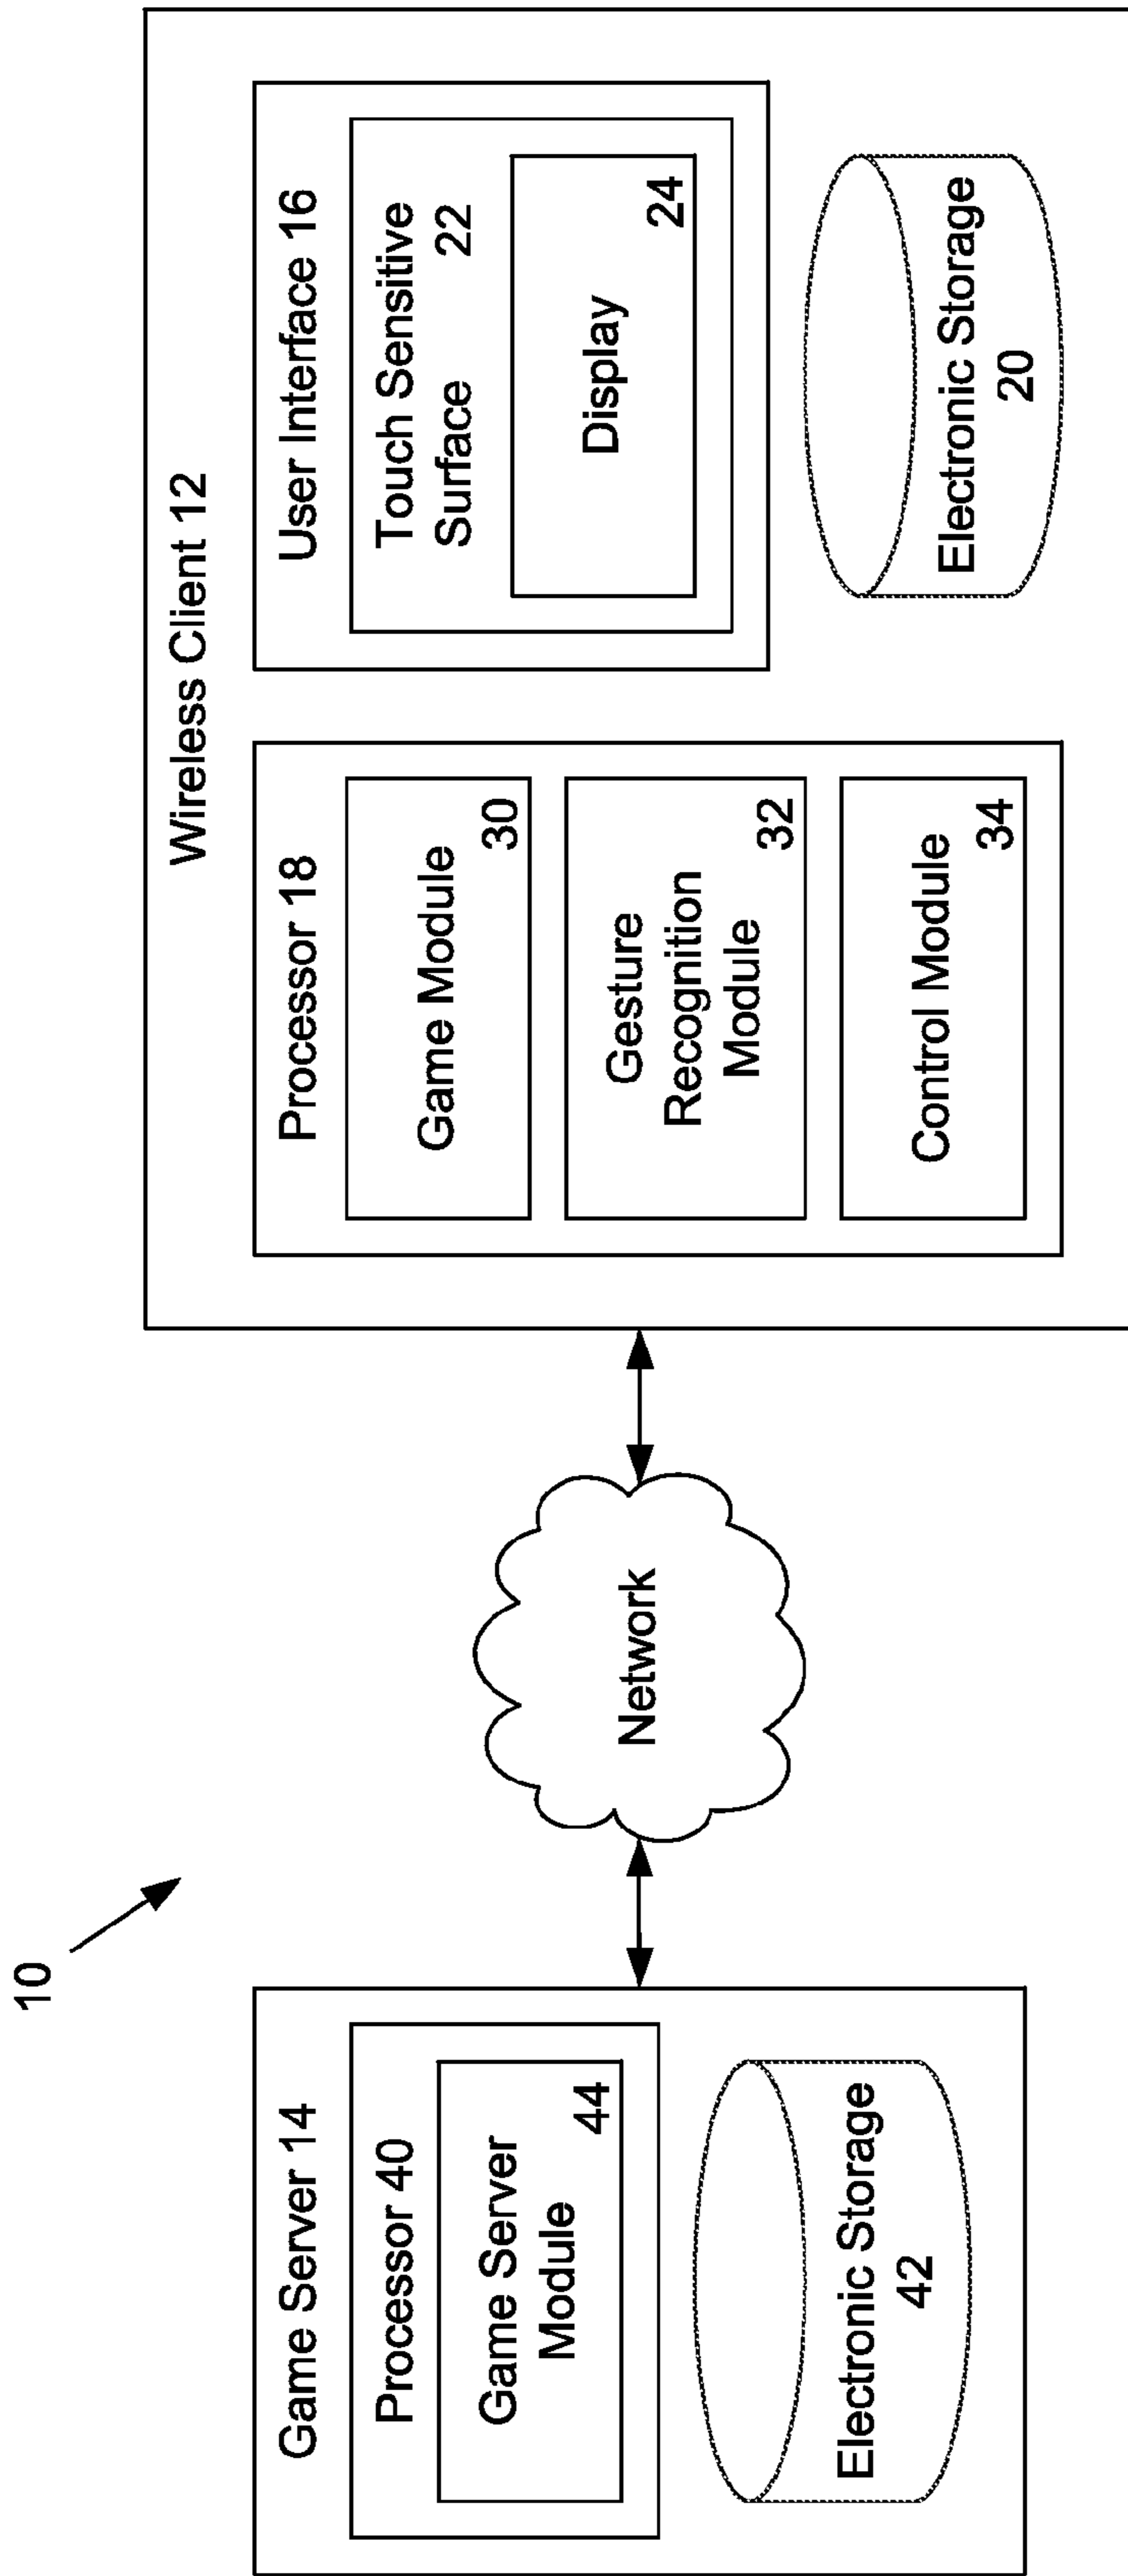 10
Game Server 14
Processor 40
Game Server
Module
44
Electronic Storage
42
Network
Wireless Client 12
Processor 18
Game Module
30
Gesture
Recognition
Module
32
Control Module
34
User Interface 16
Touch Sensitive
Surface 22
Display
24
Electronic Storage
20